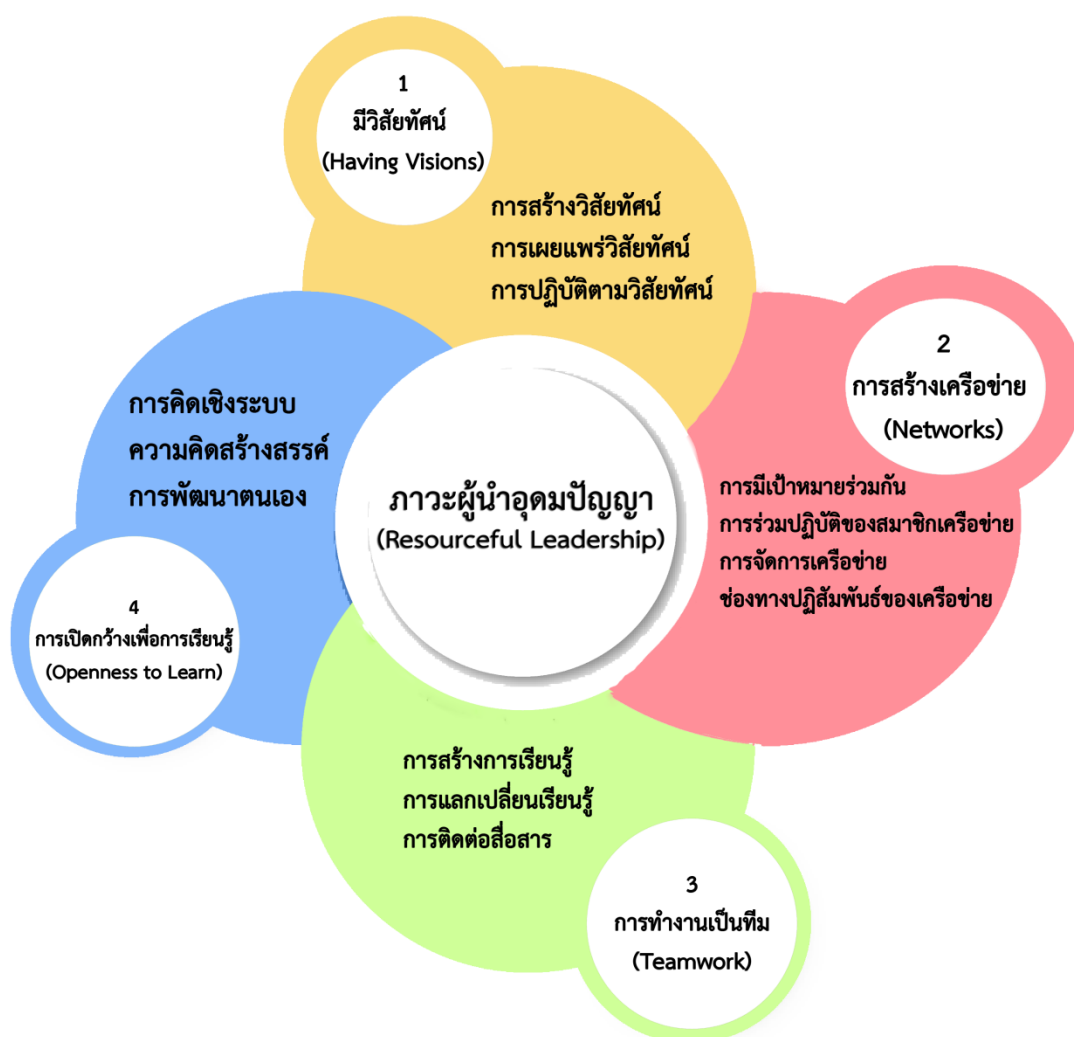 1
มีวิสัยทัศน์
(Having Visions)
การสร้างวิสัยทัศน์
การเผยแพร่วิสัยทัศน์
การปฏิบัติตามวิสัยทัศน์
2
การสร้างเครือข่าย
(Networks)
การมีเป้าหมายร่วมกัน
การร่วมปฏิบัติของสมาชิกเครือข่าย
การจัดการเครือข่าย
ช่องทางปฏิสัมพันธ์ของเครือข่าย
ภาวะผู้นำอุดมปัญญา
(Resourceful Leadership)
การคิดเชิงระบบ
ความคิดสร้างสรรค์
การพัฒนาตนเอง
4
การเปิดกว้างเพื่อการเรียนรู้
(Openness to Learn)
การสร้างการเรียนรู้
การแลกเปลี่ยนเรียนรู้
การติดต่อสื่อสาร
3
การทำงานเป็นทีม
(Teamwork)